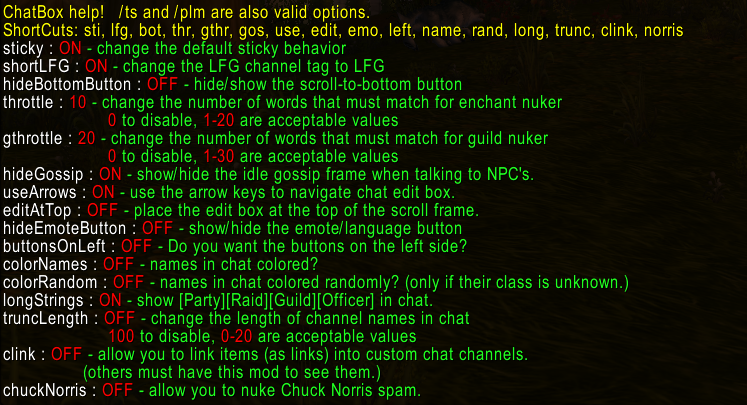 ChatBox help!   /ts and /plm are also valid options.
ShortCuts: sti, lfg, bot, thr, gthr, gos, use, edit, emo, left, name, rand, long, trunc, clink, norris
sticky : ON - change the default sticky behavior
shortLFG : ON - change the LFG channel tag to LFG
hideBottomButton : OFF - hide/show the scroll-to-bottom button
throttle : 10 - change the number of words that must match for enchant nuker
0 to disable, 1-20 are acceptable values
gthrottle : 20 - change the number of words that must match for guild nuker
0 to disable, 1-30 are acceptable values
hideGossip : ON - show/hide the idle gossip frame when talking to NPC's.
useArrows : ON - use the arrow keys to navigate chat edit box.
editAtTop : OFF - place the edit box at the top of the scroll frame.
hideEmoteButton : OFF - show/hide the emote/language button
buttonsOnLeft : OFF - Do you want the buttons on the left side?
colorNames : OFF - names in chat colored?
colorRandom : OFF - names in chat colored randomly? (only if their class is unknown.)
longStrings : ON - show [Party][Raid][Guild][Officer] in chat.
truncLength : OFF - change the length of channel names in chat
100 to disable, 0-20 are acceptable values
clink : OFF - allow you to link items (as links) into custom chat channels.
(others must have this mod to see them.)
chuckNorris : OFF - allow you to nuke Chuck Norris spam.